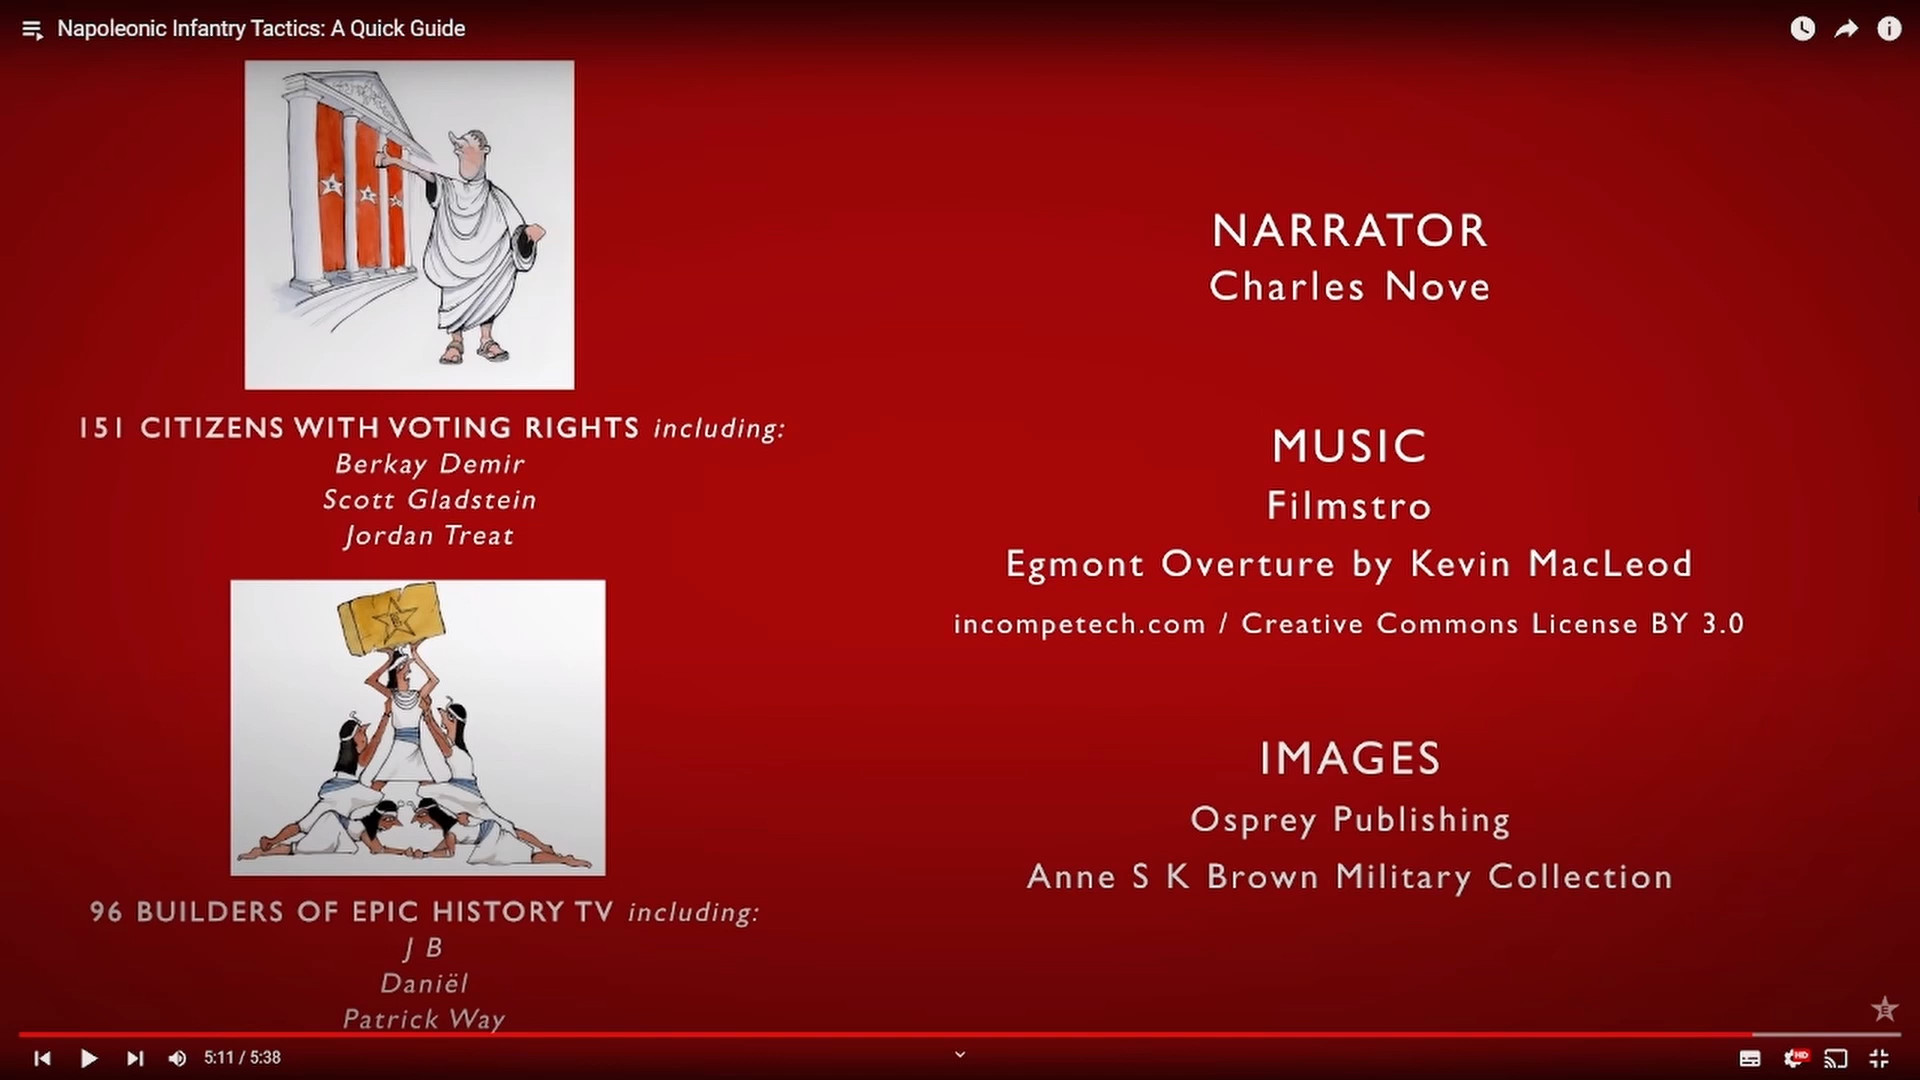 Napoleonic Infantry Tactics: A Quick Guide
151 CITIZENS WITH VOTING RIGHTS including:
Berkay Demir
Scott Gladstein
Jordan Treat
96 BUILDERS OF EPIC HISTORY TV including:
J B
Daniël
Patrick Way
NARRATOR
Charles Nove
MUSIC
Filmstro
Egmont Overture by Kevin MacLeod
incompetech.com / Creative Commons License BY 3.0
IMAGES
Osprey Publishing
Anne S K Brown Military Collection
5:11 / 5:38
HD